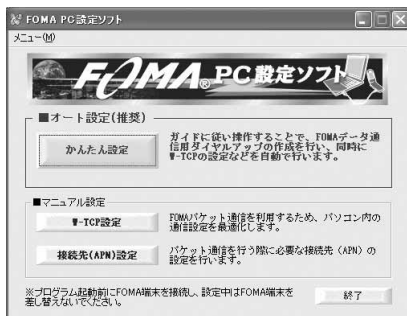 FOMA PC設定ソフト
メニュー(M)
FOMA® PC設定ソフト
■オート設定(推奨)
かんたん設定
ガイドに従い操作することで、FOMAデータ通
信用ダイヤルアップの作成を行い、同時に
W-TCPの設定などを自動で行います。
■マニュアル設定
W-TCP設定
FOMAパケット通信を利用するため、パソコン内の
通信設定を最適化します。
接続先(APN)設定
パケット通信を行う際に必要な接続先(APN)の
設定を行います。
※プログラム起動前にFOMA端末を接続し、設定中はFOMA端末を
差し替えないでください。
終了